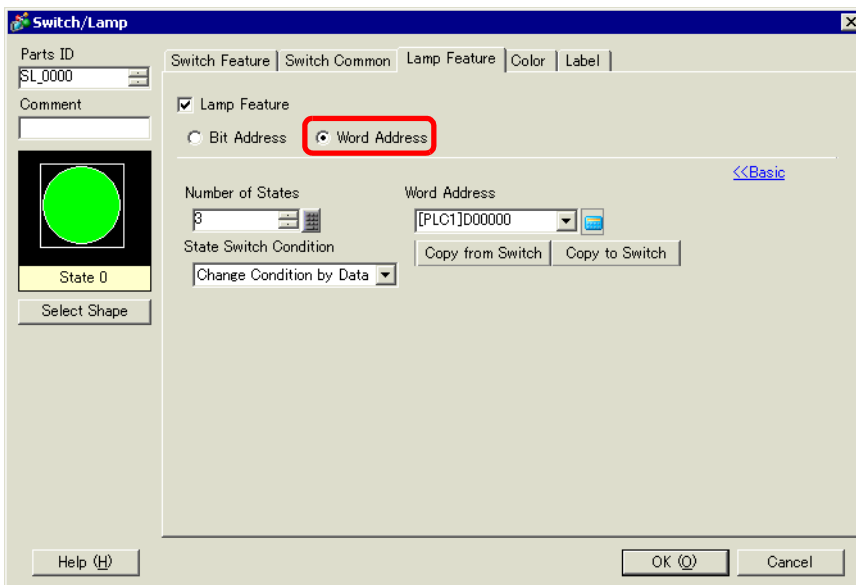 Switch/Lamp
Parts ID
SL_0000
Comment
State 0
Select Shape
Switch Feature
Switch Common
Lamp Feature
Color
Label
Lamp Feature
Bit Address
Word Address
<<Basic
Number of States
3
Word Address
[PLC1]D00000
State Switch Condition
Change Condition by Data
Copy from Switch
Copy to Switch
Help (H)
OK (O)
Cancel